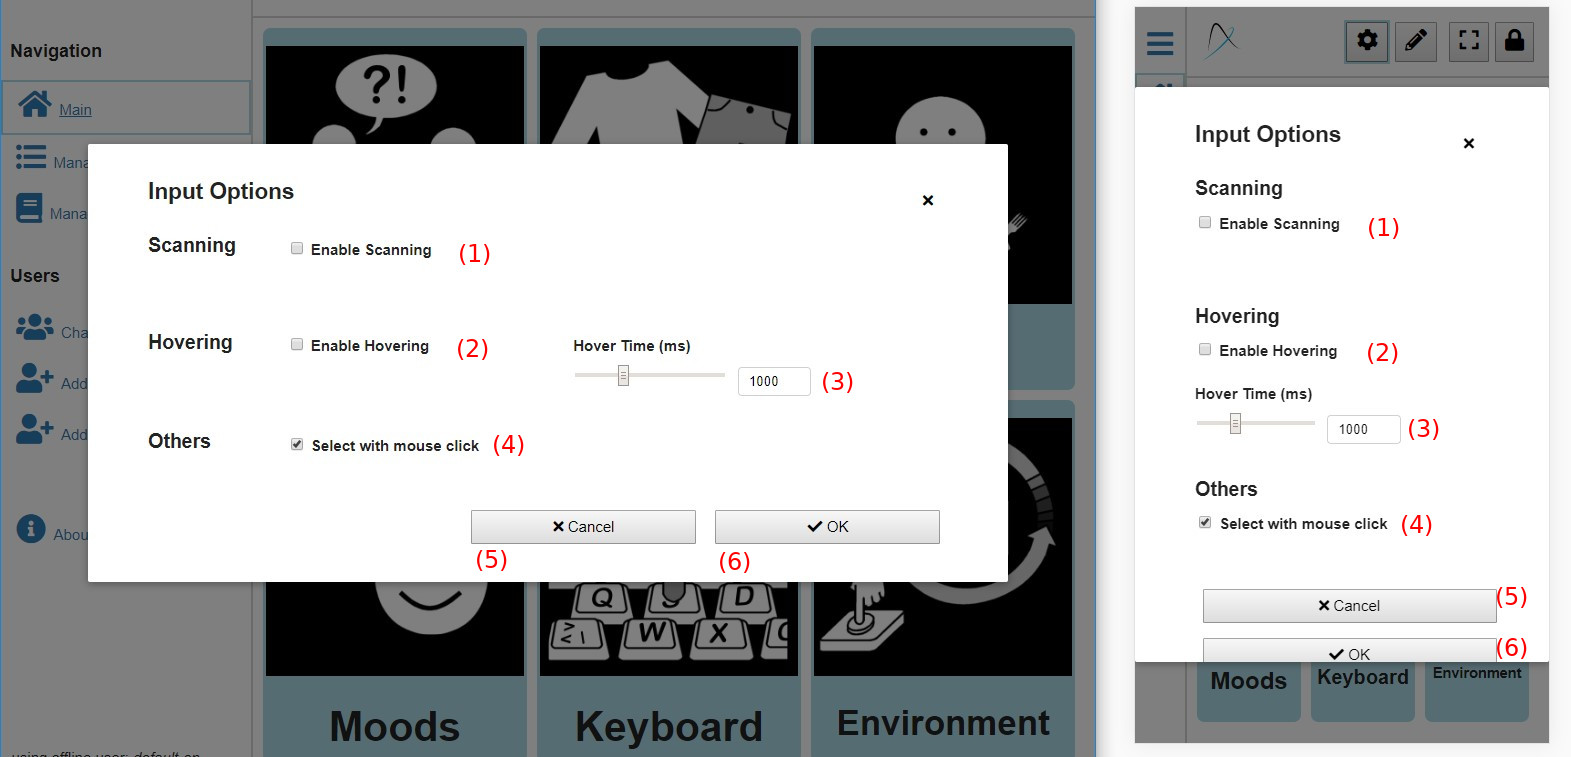 Navigation
Main
Mana
Mana
Users
Cha
Add
Add
Abou
using offline user: default-en
?!
Input Options
Scanning
Enable Scanning (1)
Hovering
Enable Hovering (2)
Hover Time (ms)
1000 (3)
Others
Select with mouse click (4)
Cancel
OK
(5)
(6)
Q
D
W
X
C
Moods
Keyboard
Environment
Input Options
Scanning
Enable Scanning (1)
Hovering
Enable Hovering (2)
Hover Time (ms)
1000 (3)
Others
Select with mouse click (4)
Cancel (5)
OK (6)
Moods
Keyboard
Environment